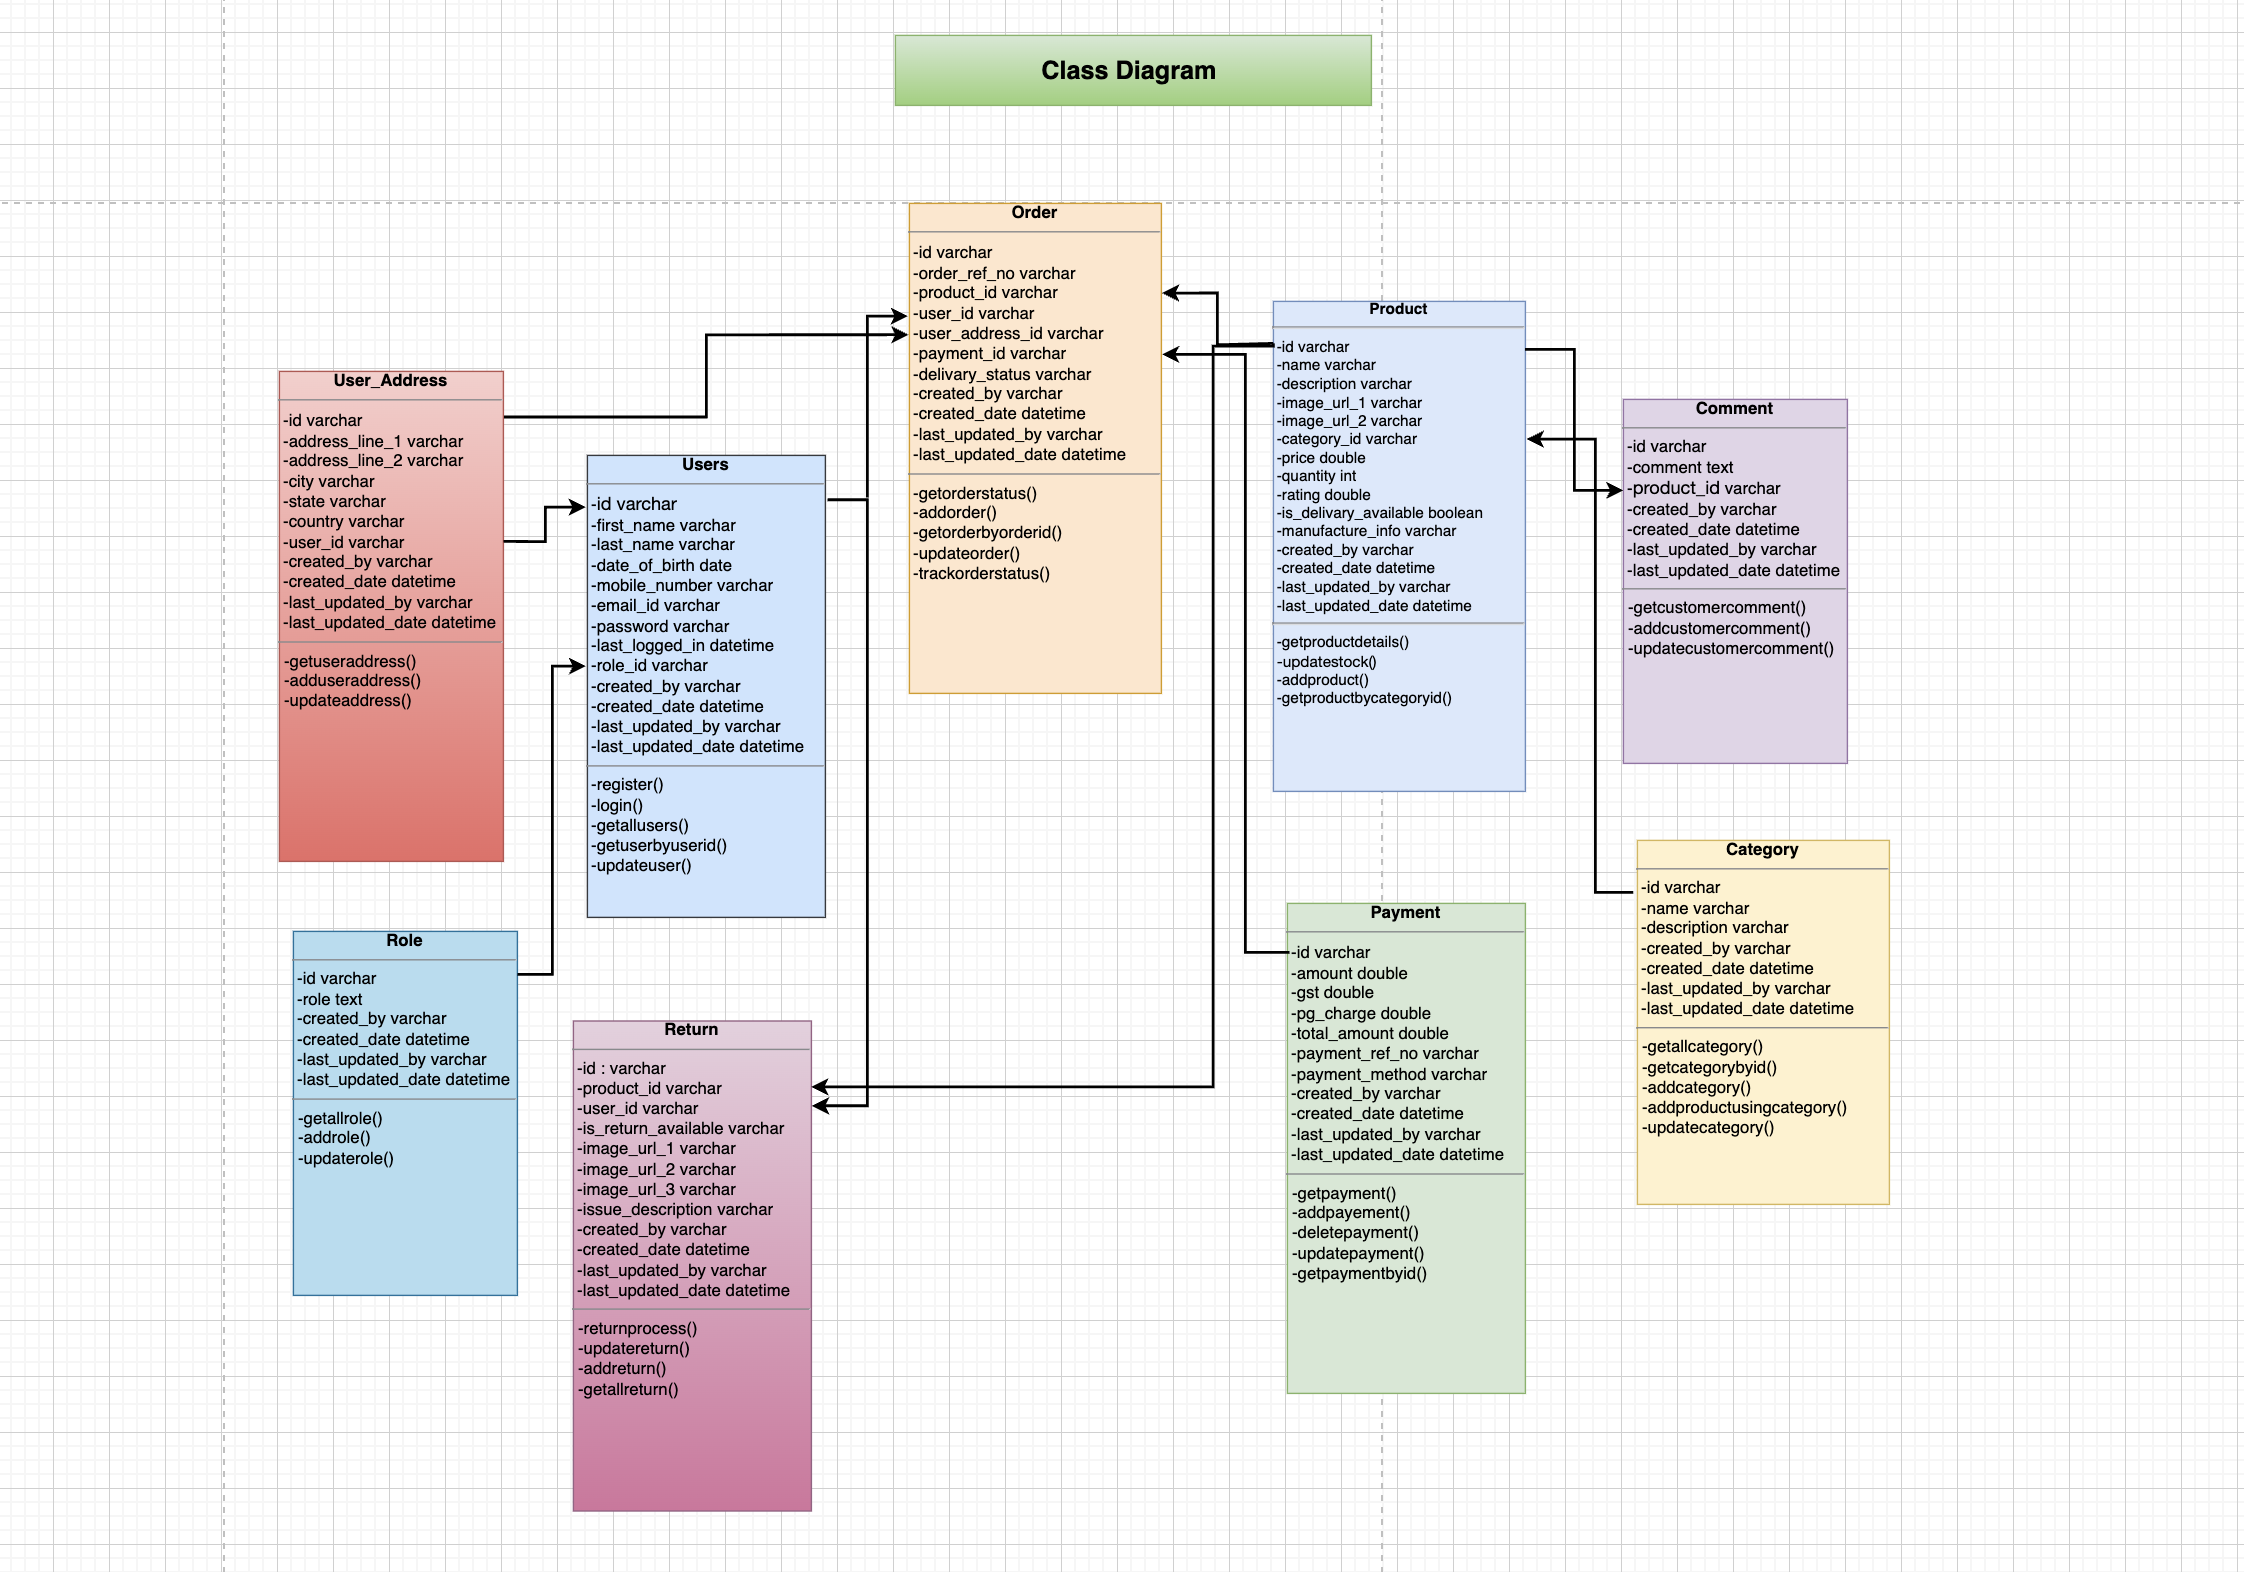 Class Diagram
Order
-id varchar
-order_ref_no varchar
-product_id varchar
-user_id varchar
-user_address_id varchar
-payment_id varchar
-delivary_status varchar
-created_by varchar
-created_date datetime
-last_updated_by varchar
-last_updated_date datetime
-getorderstatus()
-addorder()
-getorderbyorderid()
-updateorder()
-trackorderstatus()
Product
-id varchar
-name varchar
-description varchar
-image_url_1 varchar
-image_url_2 varchar
-category_id varchar
-price double
-quantity int
-rating double
-is_delivary_available boolean
-manufacture_info varchar
-created_by varchar
-created_date datetime
-last_updated_by varchar
-last_updated_date datetime
-getproductdetails()
-updatestock()
-addproduct()
-getproductbycategoryid()
User_Address
-id varchar
-address_line_1 varchar
-address_line_2 varchar
-city varchar
-state varchar
-country varchar
-user_id varchar
-created_by varchar
-created_date datetime
-last_updated_by varchar
-last_updated_date datetime
-getuseraddress()
-adduseraddress()
-updateaddress()
Comment
-id varchar
-comment text
-product_id varchar
-created_by varchar
-created_date datetime
-last_updated_by varchar
-last_updated_date datetime
-getcustomercomment()
-addcustomercomment()
-updatecustomercomment()
Users
-id varchar
-first_name varchar
-last_name varchar
-date_of_birth date
-mobile_number varchar
-email_id varchar
-password varchar
-last_logged_in datetime
-role_id varchar
-created_by varchar
-created_date datetime
-last_updated_by varchar
-last_updated_date datetime
-register()
-login()
-getallusers()
-getuserbyuserid()
-updateuser()
Category
-id varchar
-name varchar
-description varchar
-created_by varchar
-created_date datetime
-last_updated_by varchar
-last_updated_date datetime
-getallcategory()
-getcategorybyid()
-addcategory()
-addproductusingcategory()
-updatecategory()
Payment
-id varchar
-amount double
-gst double
-pg_charge double
-total_amount double
-payment_ref_no varchar
-payment_method varchar
-created_by varchar
-created_date datetime
-last_updated_by varchar
-last_updated_date datetime
-getpayment()
-addpayement()
-deletepayment()
-updatepayment()
-getpaymentbyid()
Role
-id varchar
-role text
-created_by varchar
-created_date datetime
-last_updated_by varchar
-last_updated_date datetime
-getallrole()
-addrole()
-updaterole()
Return
-id : varchar
-product_id varchar
-user_id varchar
-is_return_available varchar
-image_url_1 varchar
-image_url_2 varchar
-image_url_3 varchar
-issue_description varchar
-created_by varchar
-created_date datetime
-last_updated_by varchar
-last_updated_date datetime
-returnprocess()
-updatereturn()
-addreturn()
-getallreturn()